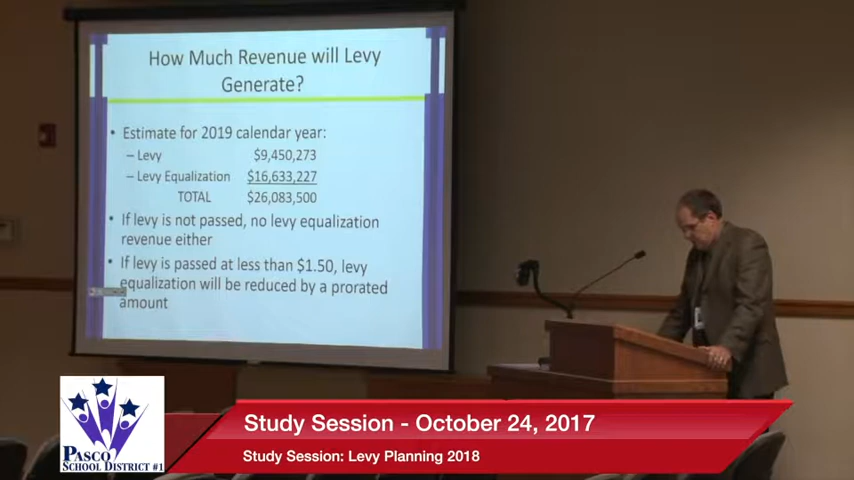 How Much Revenue will Levy
Generate?
• Estimate for 2019 calendar year:
– Levy $9,450,273
– Levy Equalization $16,633,227
TOTAL $26,083,500
• If levy is not passed, no levy equalization
revenue either
• If levy is passed at less than $1.50, levy
equalization will be reduced by a prorated
amount
Study Session - October 24, 2017
Study Session: Levy Planning 2018
PASCO
SCHOOL DISTRICT #1